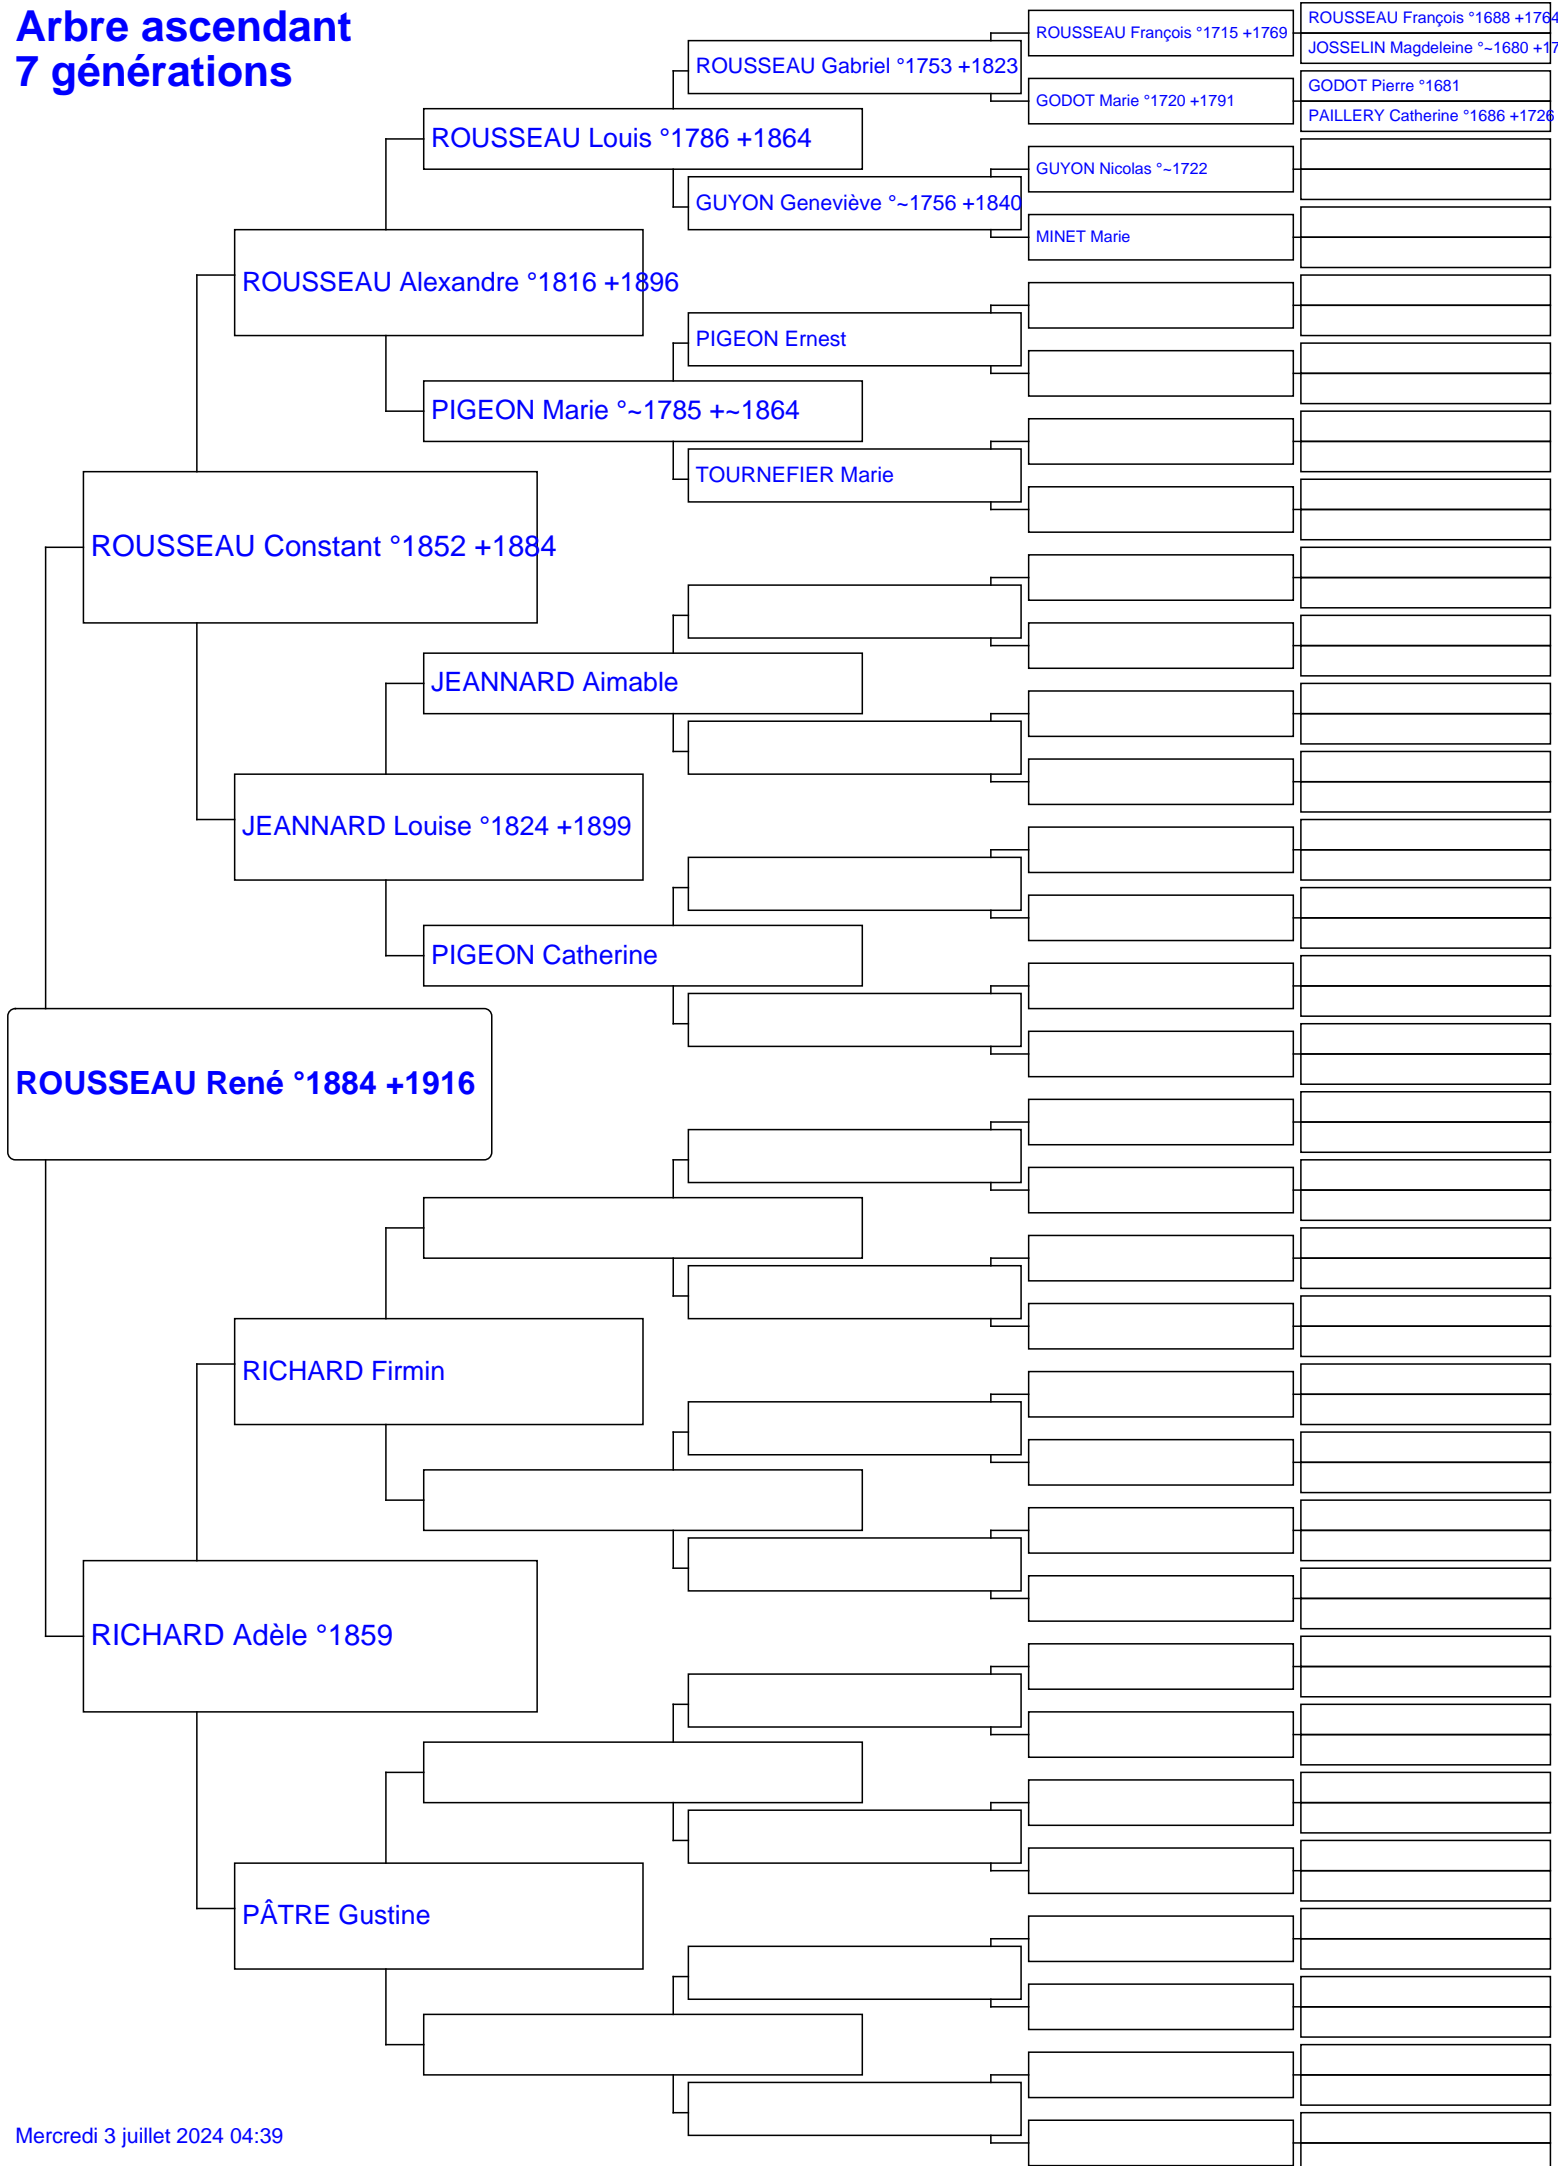 Arbre ascendant
7 générations
ROUSSEAU François °1688 +1764
JOSSELIN Magdeleine °~1680 +17
ROUSSEAU François °1715 +1769
GODOT Pierre °1681
PAILLERY Catherine °1686 +1726
GODOT Marie °1720 +1791
ROUSSEAU Gabriel °1753 +1823
ROUSSEAU Louis °1786 +1864
GUYON Nicolas °~1722
GUYON Geneviève °~1756 +1840
MINET Marie
ROUSSEAU Alexandre °1816 +1896
PIGEON Ernest
PIGEON Marie °~1785 +~1864
TOURNEFIER Marie
ROUSSEAU Constant °1852 +1884
JEANNARD Aimable
JEANNARD Louise °1824 +1899
PIGEON Catherine
ROUSSEAU René °1884 +1916
RICHARD Firmin
RICHARD Adèle °1859
PÂTRE Gustine
Mercredi 3 juillet 2024 04:39